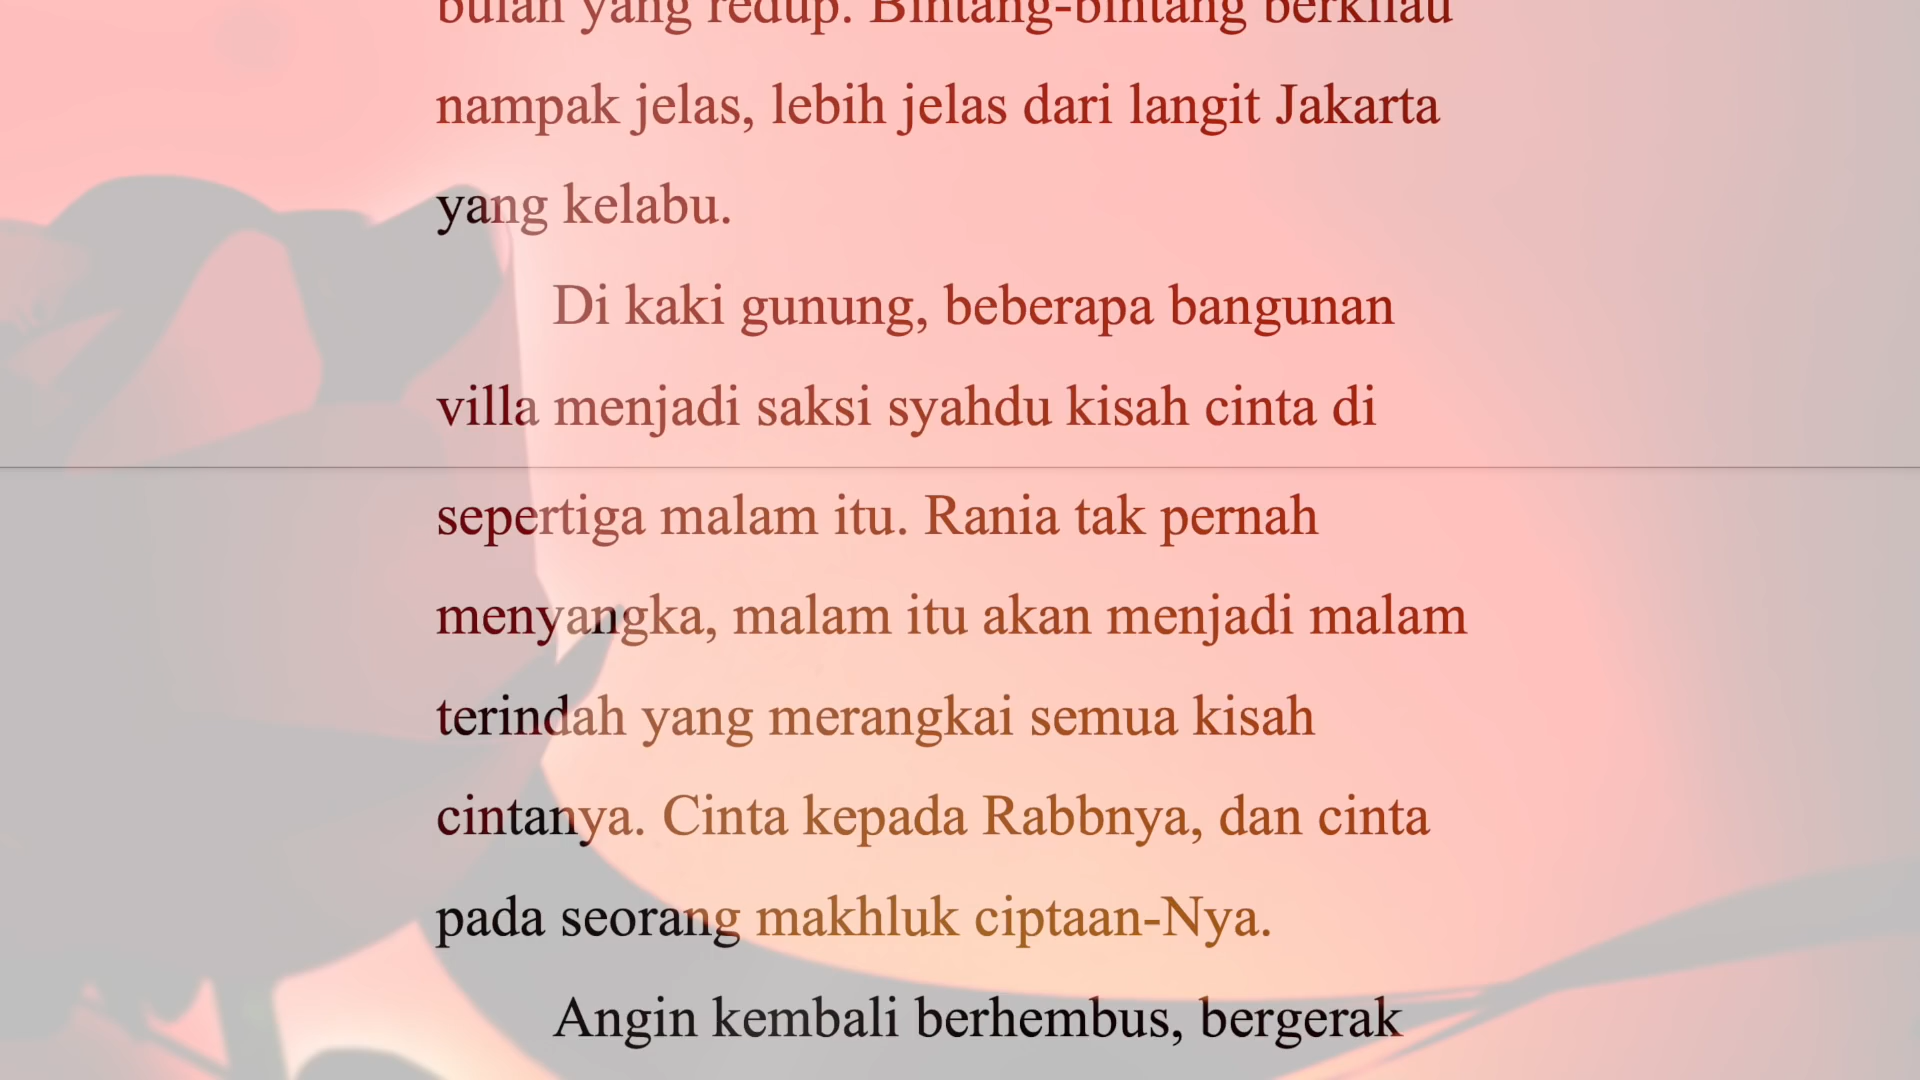 bulan yang redup. Bintang-bintang berkilau
nampak jelas, lebih jelas dari langit Jakarta
yang kelabu.
Di kaki gunung, beberapa bangunan
villa menjadi saksi syahdu kisah cinta di
sepertiga malam itu. Rania tak pernah
menyangka, malam itu akan menjadi malam
terindah yang merangkai semua kisah
cintanya. Cinta kepada Rabbnya, dan cinta
pada seorang makhluk ciptaan-Nya.
Angin kembali berhembus, bergerak